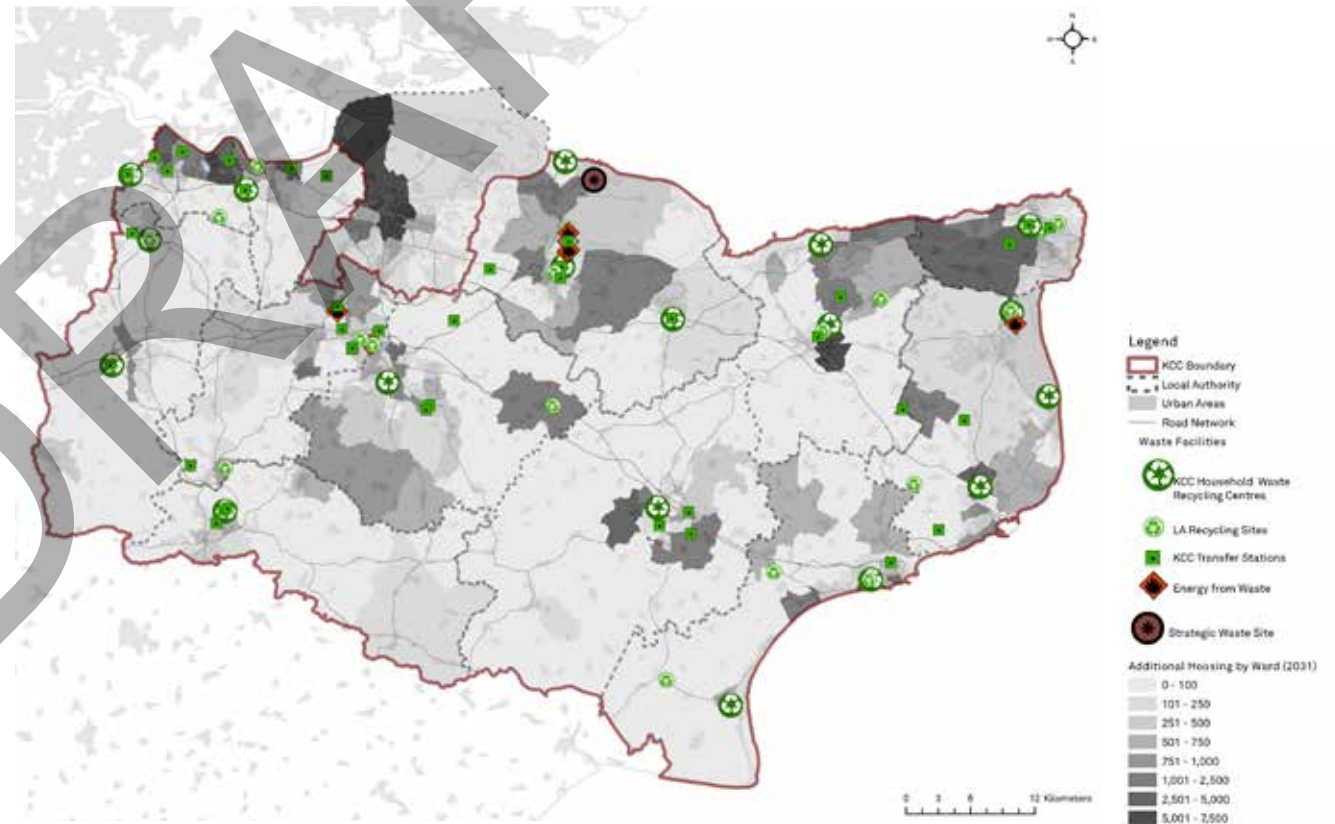 DRAFT
N
Legend
KCC Boundary
Local Authority
Urban Areas
Road Network
Waste Facilities
KCC Household Waste
Recycling Centres
LA Recycling Sites
KCC Transfer Stations
Energy from Waste
Strategic Waste Site
Additional Housing by Ward (2031)
0 - 100
101 - 250
251 - 500
501 - 750
751 - 1,000
1,001 - 2,500
2,501 - 5,000
5,001 - 7,500
0 3 6 12 Kilometers